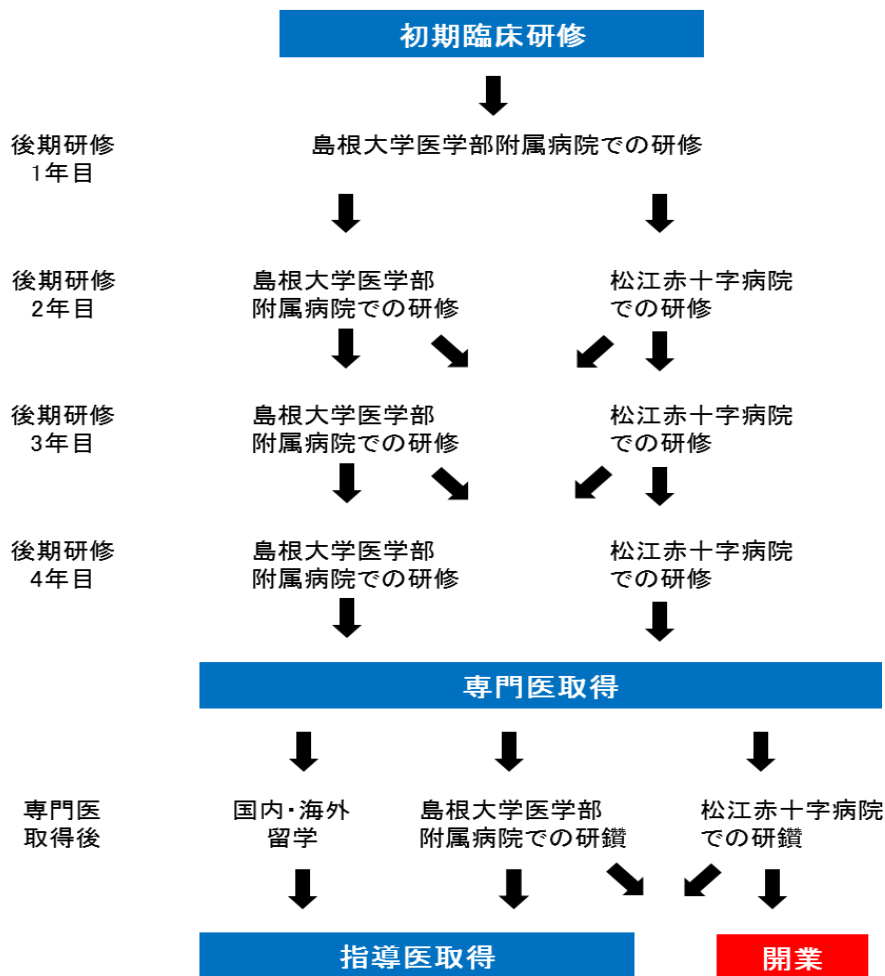 初期臨床研修
後期研修
1年目
島根大学医学部附属病院での研修
後期研修
2年目
島根大学医学部
附属病院での研修
松江赤十字病院
での研修
後期研修
3年目
島根大学医学部
附属病院での研修
松江赤十字病院
での研修
後期研修
4年目
島根大学医学部
附属病院での研修
松江赤十字病院
での研修
専門医取得
専門医
取得後
国内・海外
留学
島根大学医学部
附属病院での研鑽
松江赤十字病院
での研鑽
指導医取得
開業